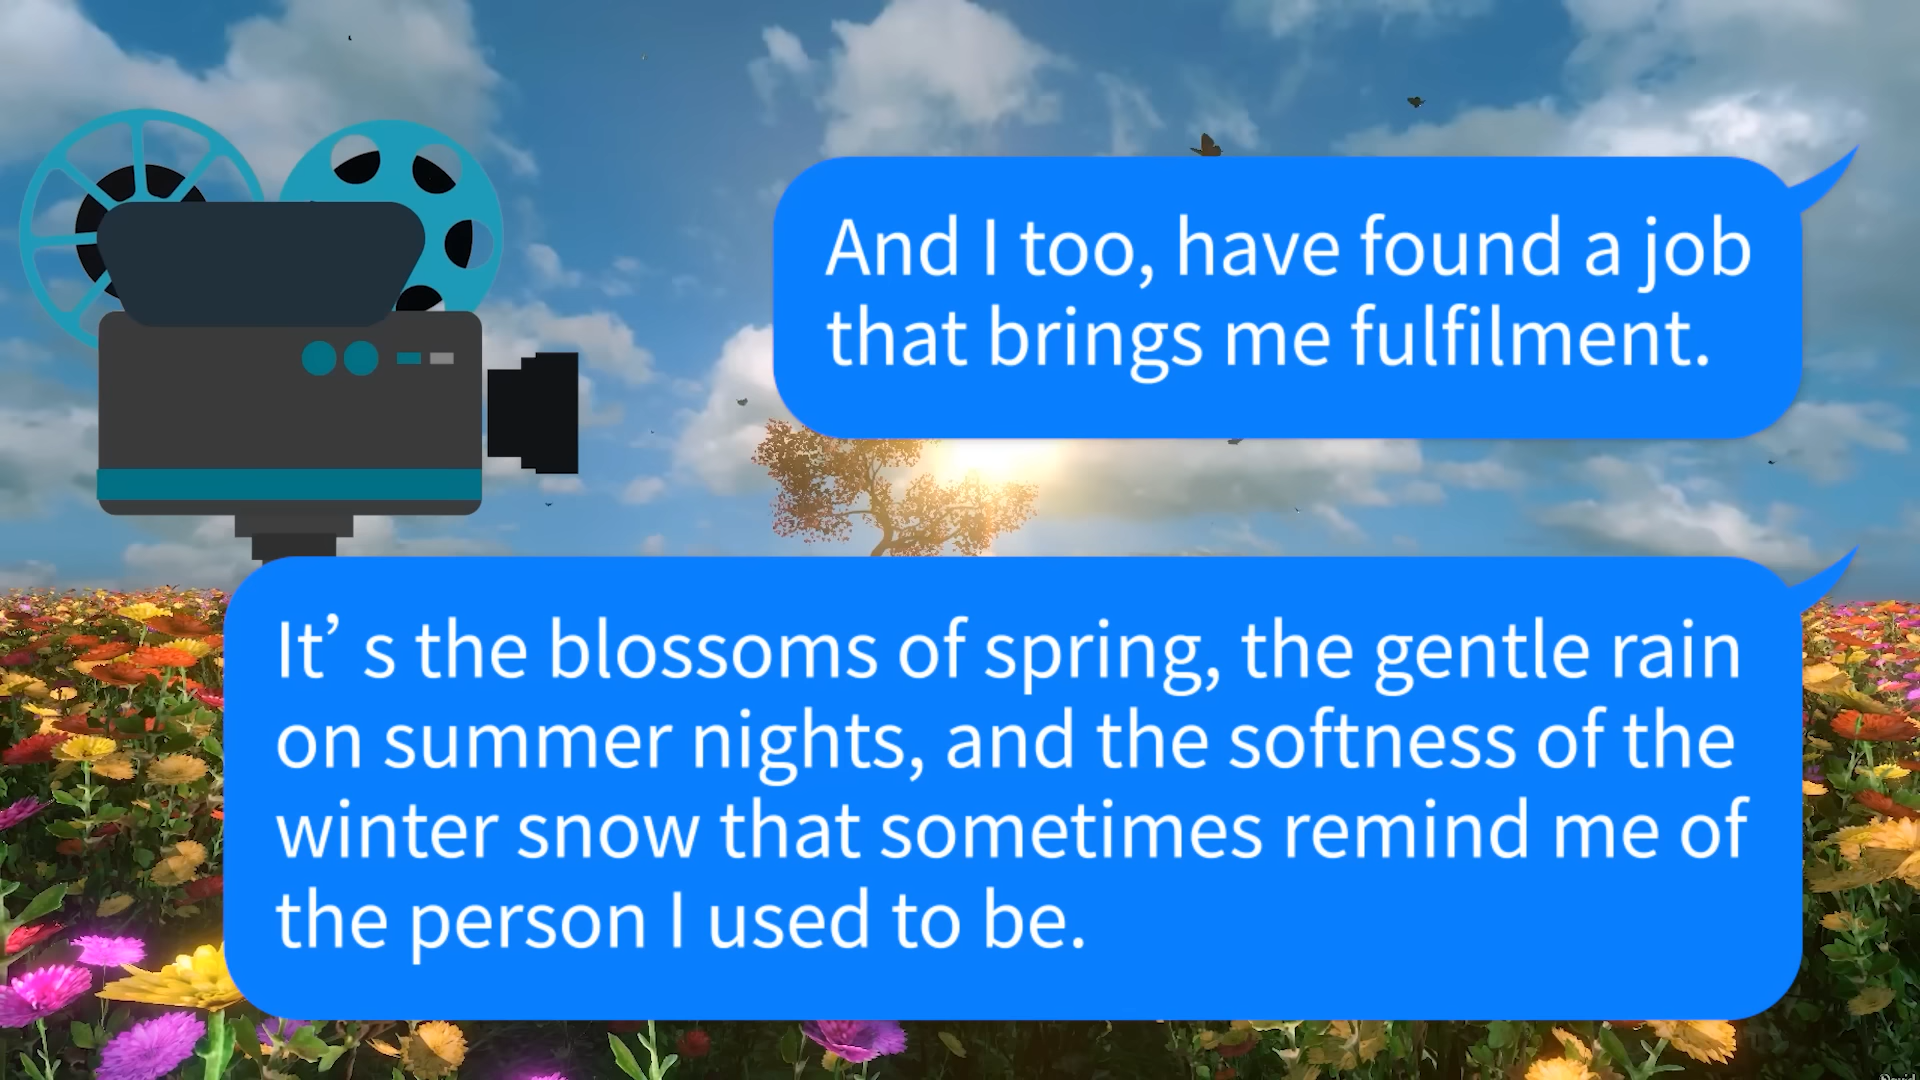 And I too, have found a job
that brings me fulfilment.
It’s the blossoms of spring, the gentle rain
on summer nights, and the softness of the
winter snow that sometimes remind me of
the person I used to be.